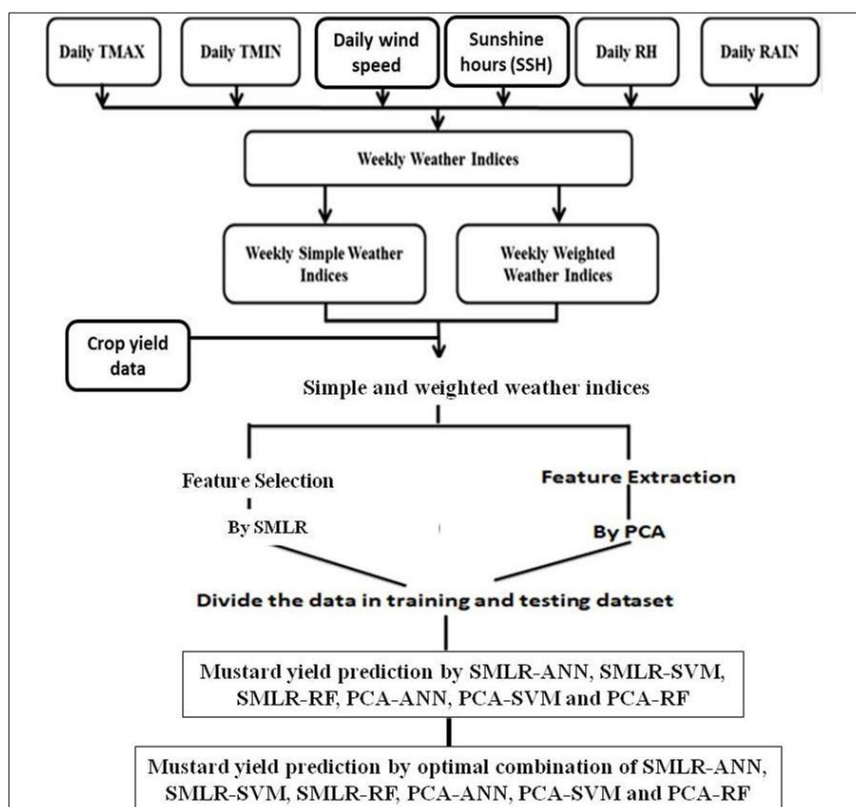 Daily TMAX
Daily TMIN
Daily wind
speed
Sunshine
hours (SSH)
Daily RH
Daily RAIN
Weekly Weather Indices
Weekly Simple Weather
Indices
Weekly Weighted
Weather Indices
Crop yield
data
Simple and weighted weather indices
Feature Selection
Feature Extraction
By SMLR
By PCA
Divide the data in training and testing dataset
Mustard yield prediction by SMLR-ANN, SMLR-SVM,
SMLR-RF, PCA-ANN, PCA-SVM and PCA-RF
Mustard yield prediction by optimal combination of SMLR-ANN,
SMLR-SVM, SMLR-RF, PCA-ANN, PCA-SVM and PCA-RF